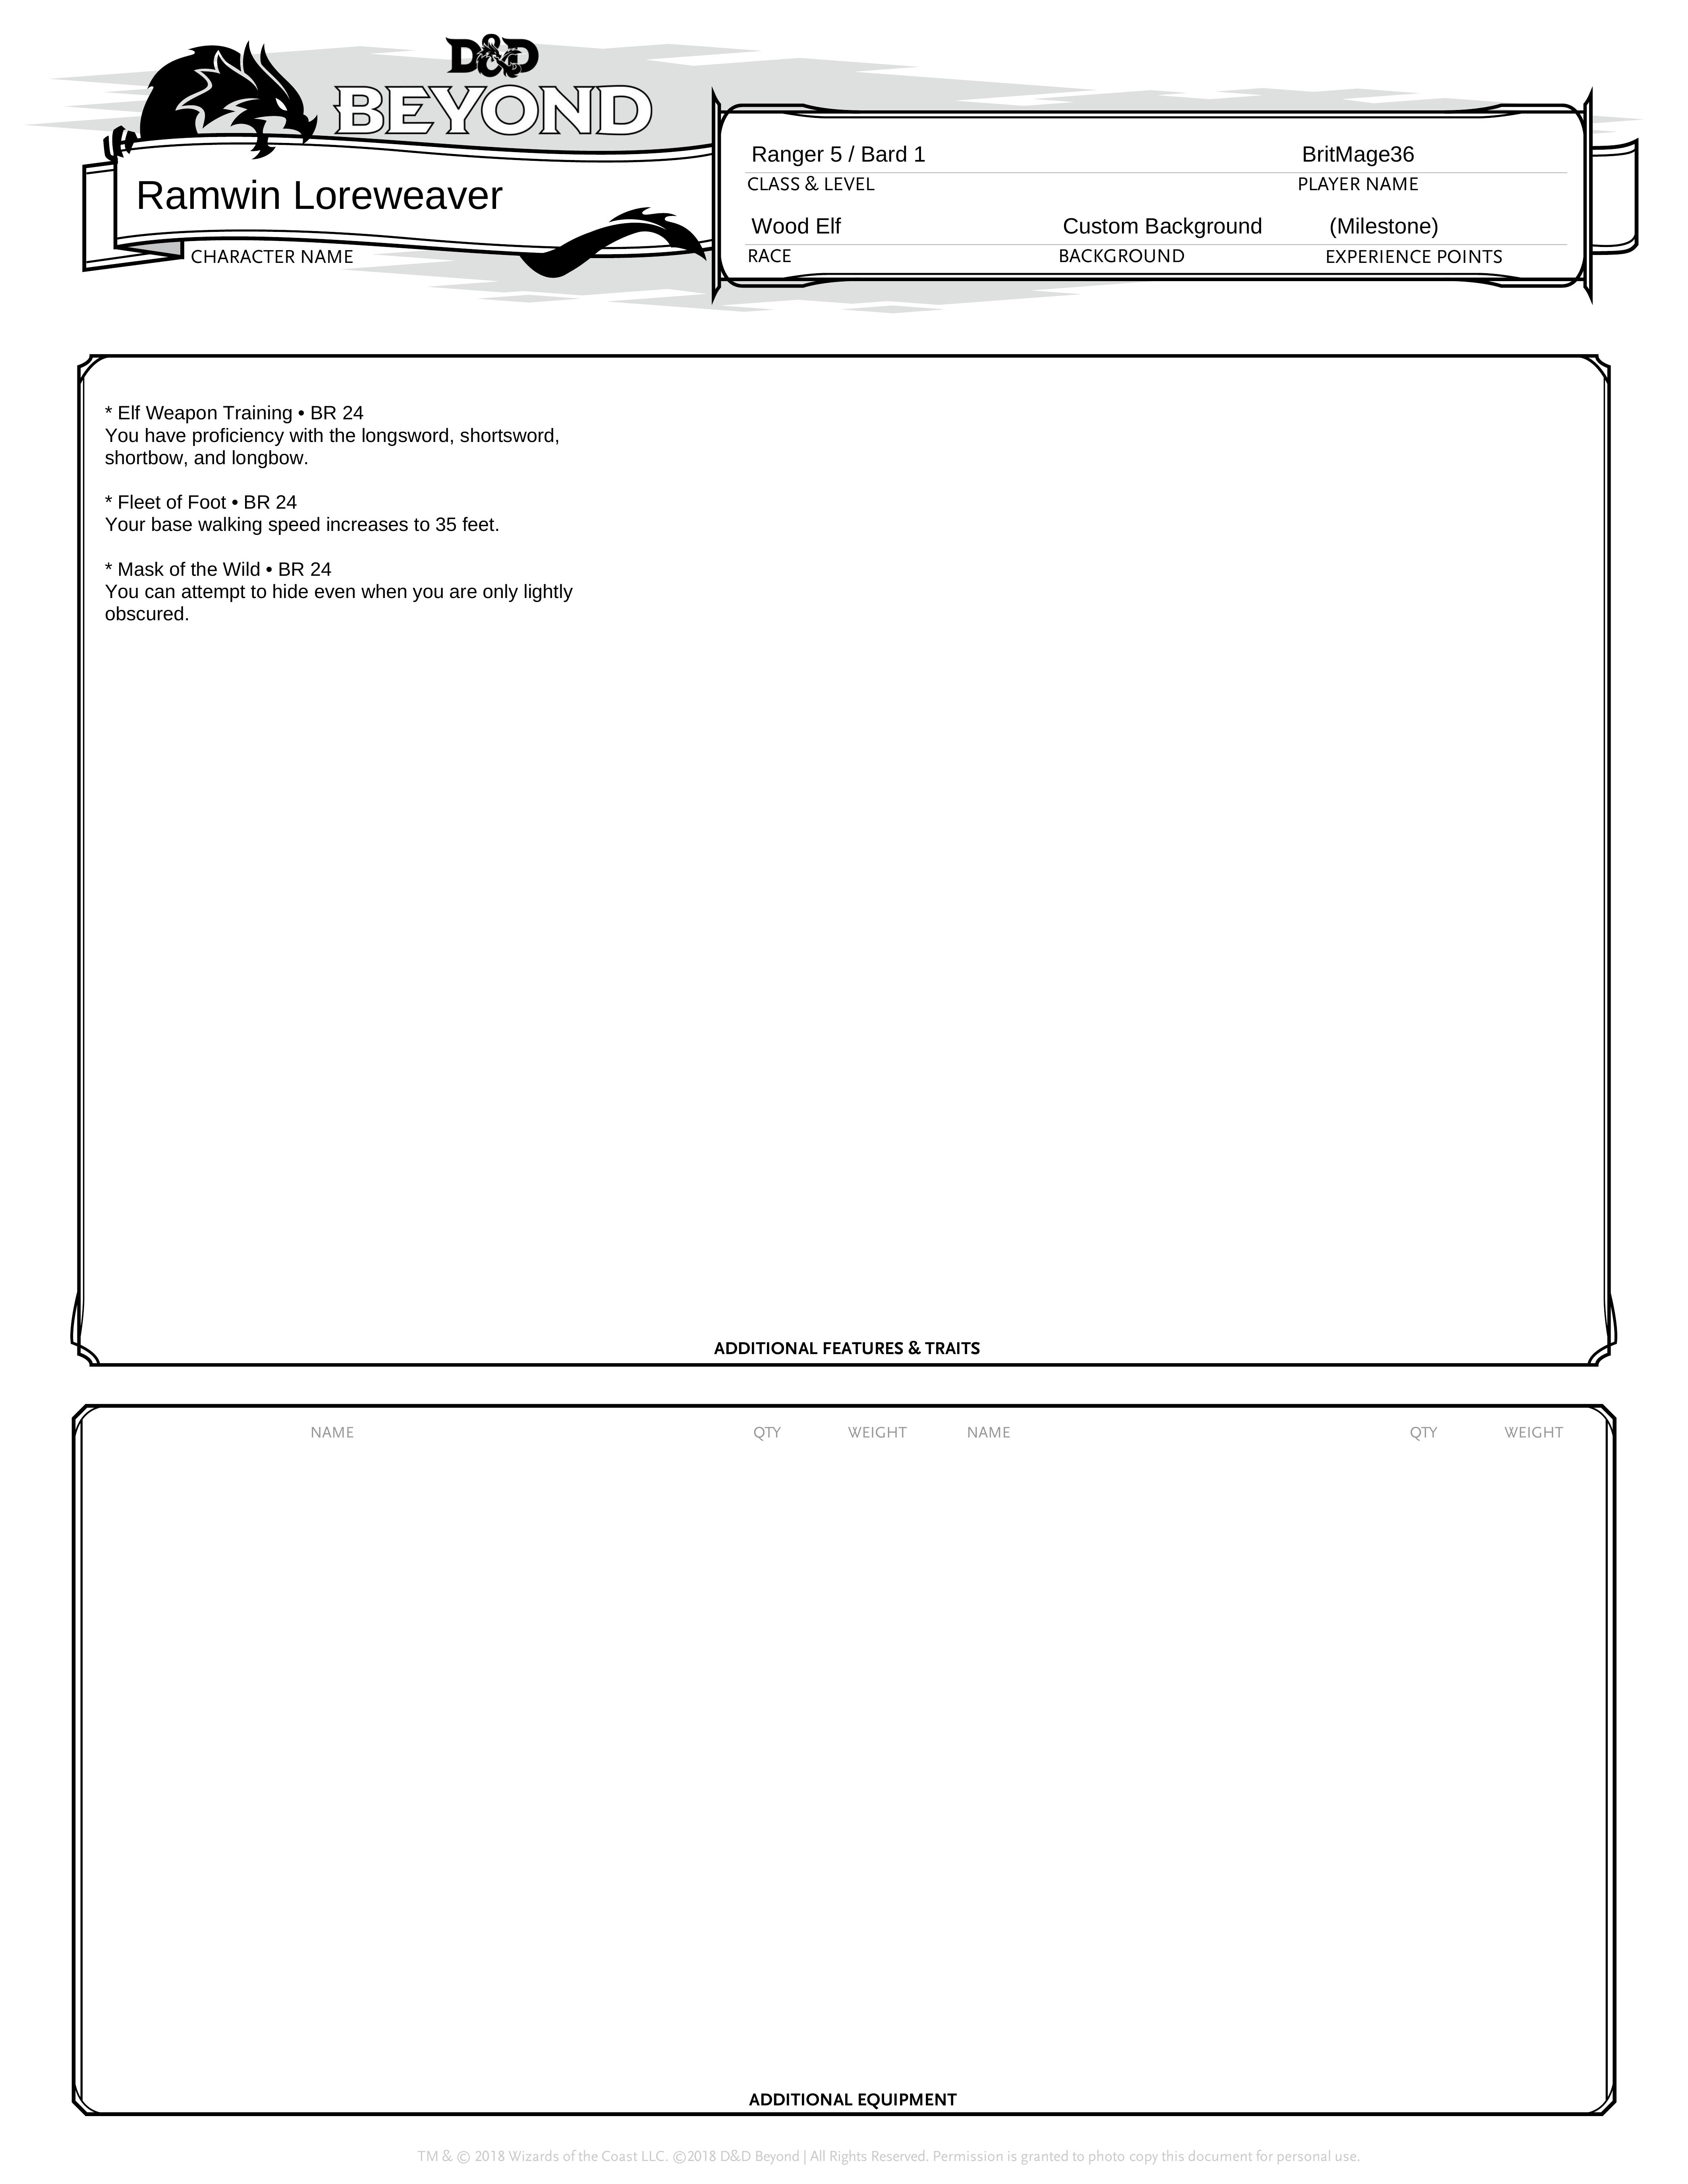 D&D
BEYOND
Ramwin Loreweaver
CHARACTER NAME
Ranger 5 / Bard 1 BritMage36
CLASS & LEVEL PLAYER NAME
Wood Elf Custom Background (Milestone)
RACE BACKGROUND EXPERIENCE POINTS
* Elf Weapon Training • BR 24
You have proficiency with the longsword, shortsword,
shortbow, and longbow.
* Fleet of Foot • BR 24
Your base walking speed increases to 35 feet.
* Mask of the Wild • BR 24
You can attempt to hide even when you are only lightly
obscured.
ADDITIONAL FEATURES & TRAITS
NAME QTY WEIGHT NAME QTY WEIGHT
ADDITIONAL EQUIPMENT
TM & © 2018 Wizards of the Coast LLC. ©2018 D&D Beyond | All Rights Reserved. Permission is granted to photo copy this document for personal use.